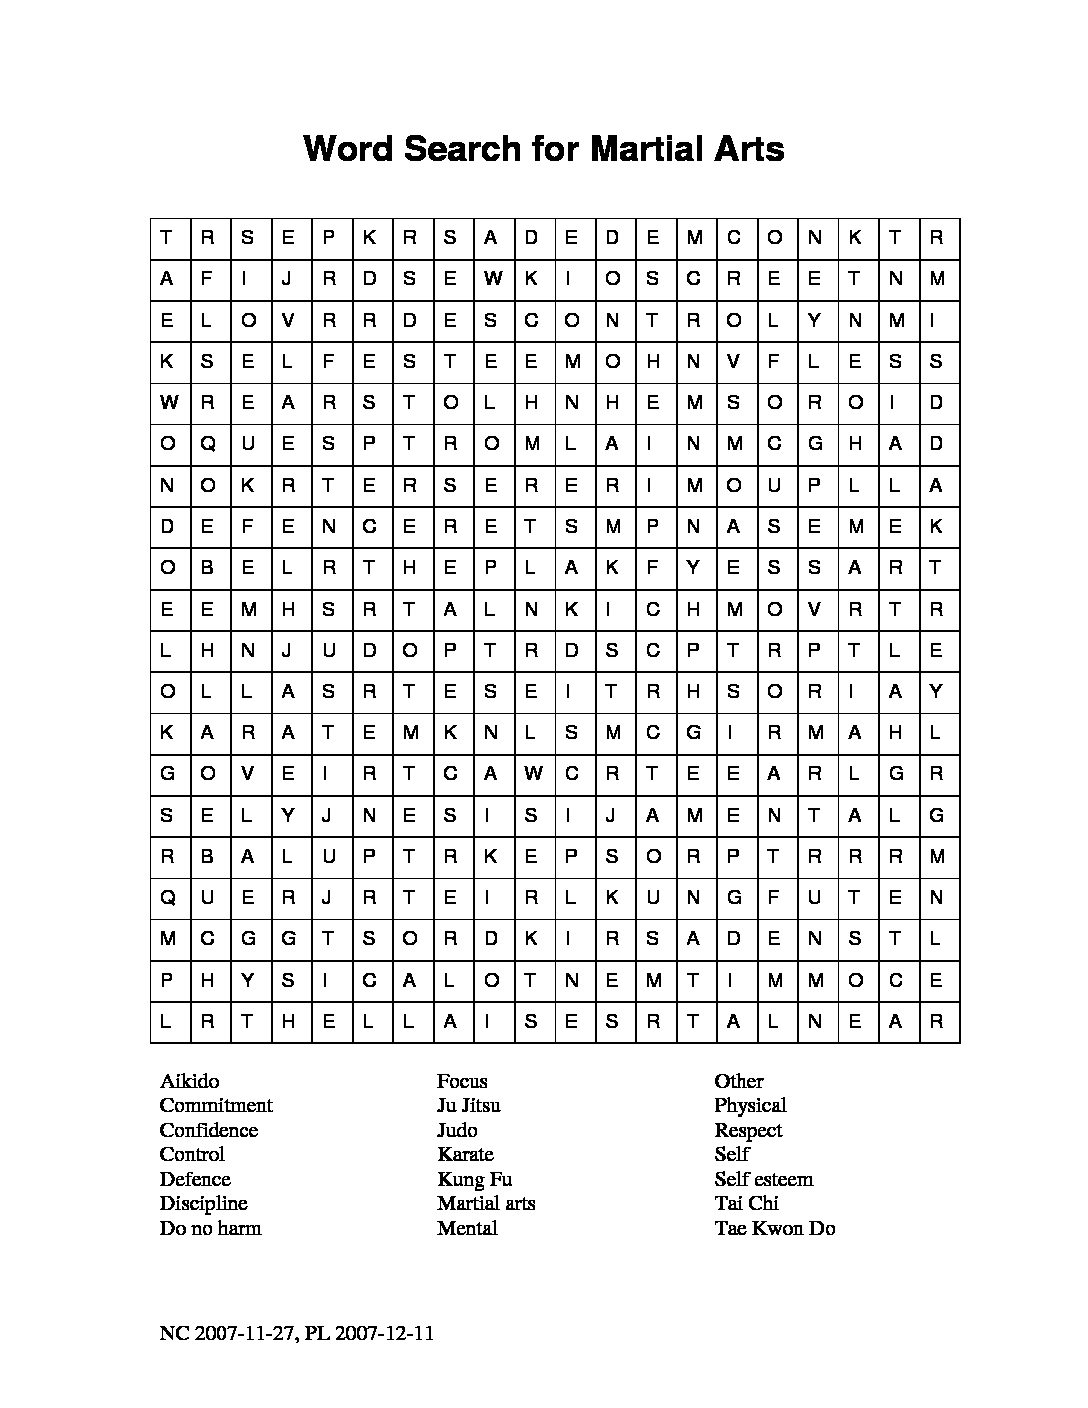 Word Search for Martial Arts
T R S E P K R S A D E D E M C O N K T R
A F I J R D S E W K I O S C R E E T N M
E L O V R R D E S C O N T R O L Y N M I
K S E L F E S T E E M O H N V F L E S S
W R E A R S T O L H N H E M S O R O I D
O Q U E S P T R O M L A I N M C G H A D
N O K R T E R S E R E R I M O U P L L A
D E F E N C E R E T S M P N A S E M E K
O B E L R T H E P L A K F Y E S S A R T
E E M H S R T A L N K I C H M O V R T R
L H N J U D O P T R D S C P T R P T L E
O L L A S R T E S E I T R H S O R I A Y
K A R A T E M K N L S M C G I R M A H L
G O V E I R T C A W C R T E E A R L G R
S E L Y J N E S I S I J A M E N T A L G
R B A L U P T R K E P S O R P T R R R M
Q U E R J R T E I R L K U N G F U T E N
M C G G T S O R D K I R S A D E N S T L
P H Y S I C A L O T N E M T I M M O C E
L R T H E L L A I S E S R T A L N E A R
Aikido Focus Other
Commitment Ju Jitsu Physical
Confidence Judo Respect
Control Karate Self
Defence Kung Fu Self esteem
Discipline Martial arts Tai Chi
Do no harm Mental Tae Kwon Do
NC 2007-11-27, PL 2007-12-11